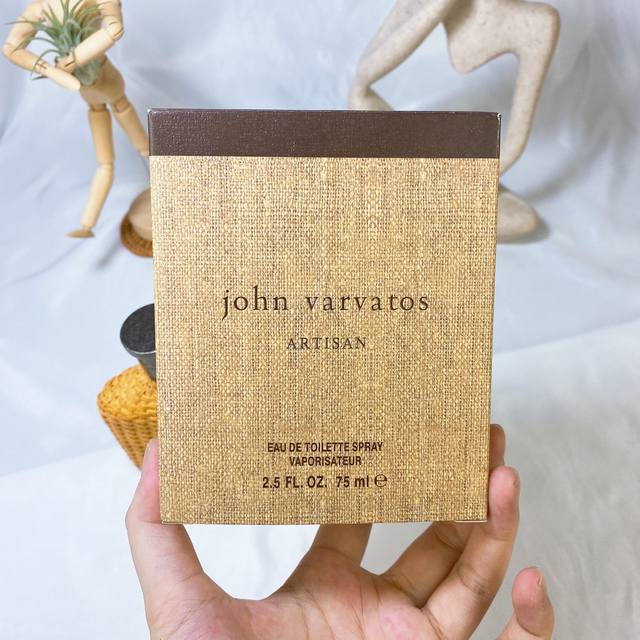 john varvatos
ARTISAN
EAU DE TOILETTE SPRAY
VAPORISATEUR
2.5 FL. OZ. 75 ml ℮